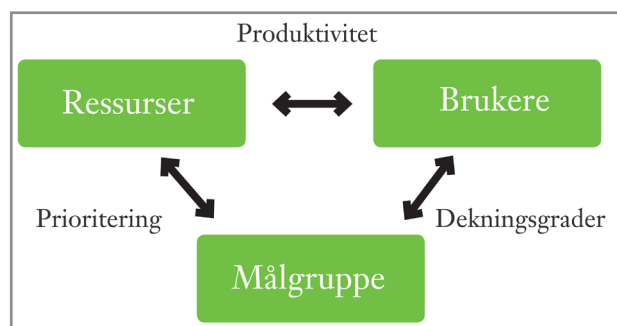 Produktivitet
Ressurser
Brukere
Prioritering
Dekningsgrader
Målgruppe